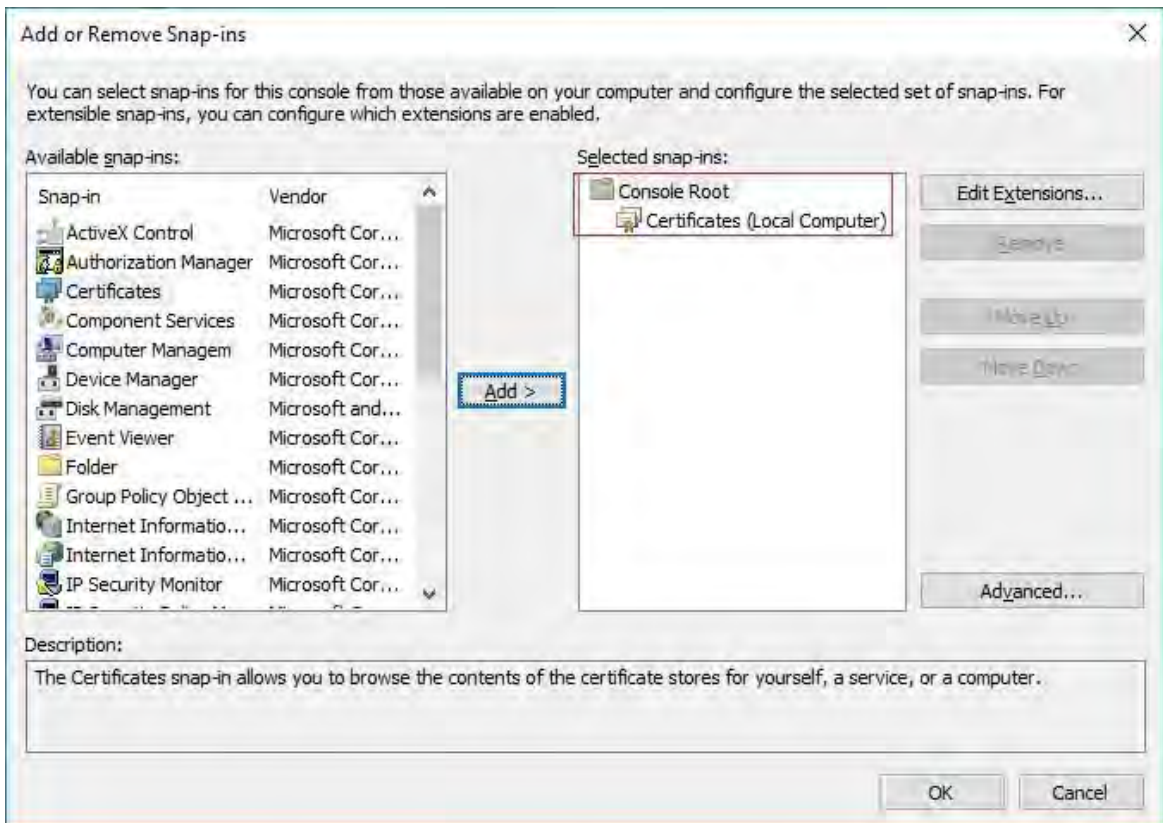 Add or Remove Snap-ins
You can select snap-ins for this console from those available on your computer and configure the selected set of snap-ins. For
extensible snap-ins, you can configure which extensions are enabled.
Available snap-ins:
Snap-in Vendor
ActiveX Control Microsoft Cor...
Authorization Manager Microsoft Cor...
Certificates Microsoft Cor...
Component Services Microsoft Cor...
Computer Managem Microsoft Cor...
Device Manager Microsoft Cor...
Disk Management Microsoft and...
Event Viewer Microsoft Cor...
Folder Microsoft Cor...
Group Policy Object ... Microsoft Cor...
Internet Informatio... Microsoft Cor...
Internet Informatio... Microsoft Cor...
IP Security Monitor Microsoft Cor...
Add >
Selected snap-ins:
Console Root
Certificates (Local Computer)
Edit Extensions...
Remove
Move Up
Move Down
Advanced...
Description:
The Certificates snap-in allows you to browse the contents of the certificate stores for yourself, a service, or a computer.
OK Cancel